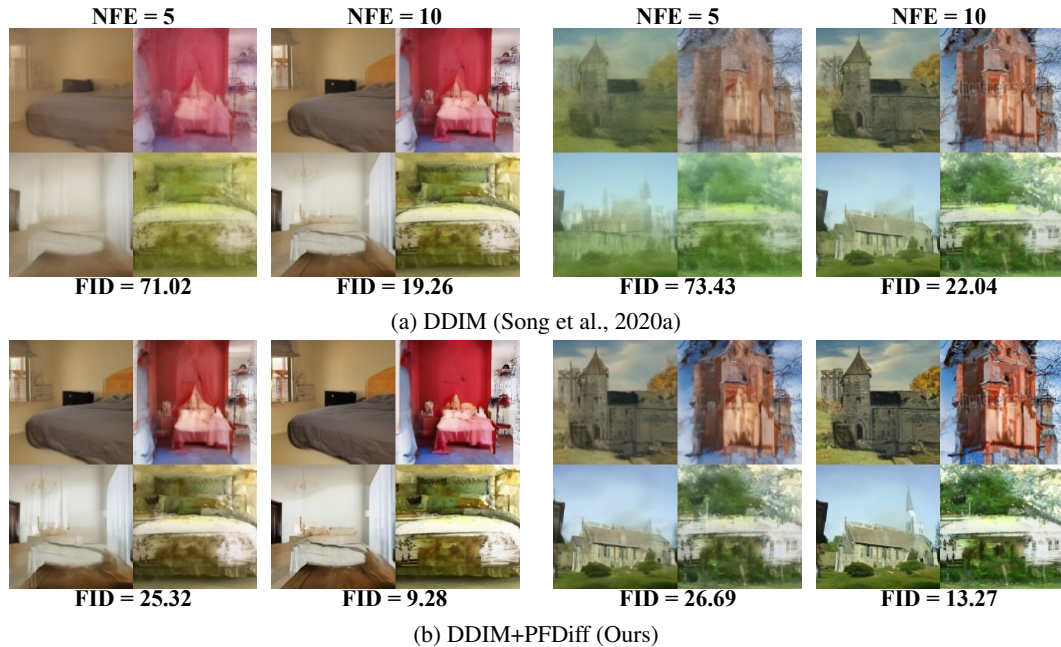 NFE = 5 NFE = 10 NFE = 5 NFE = 10
FID = 71.02 FID = 19.26 FID = 73.43 FID = 22.04
(a) DDIM (Song et al., 2020a)
FID = 25.32 FID = 9.28 FID = 26.69 FID = 13.27
(b) DDIM+PFDiff (Ours)